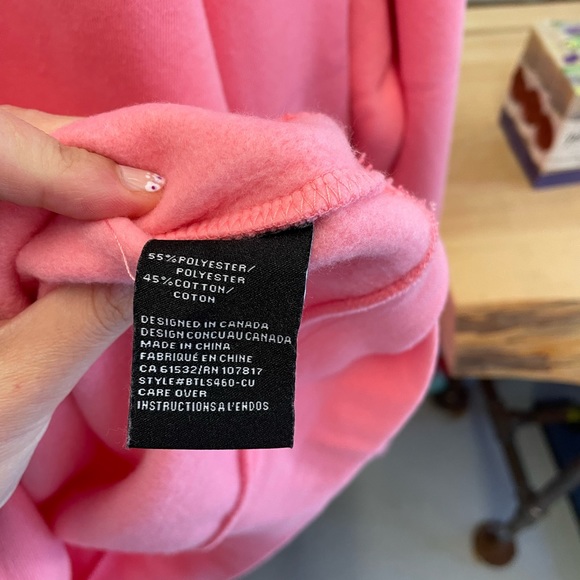 55%POLYESTER/
POLYESTER
45%COTTON/
COTON
DESIGNED IN CANADA
DESIGN CONCU AU CANADA
MADE IN CHINA
FABRIQUÉ EN CHINE
CA 61532/RN 107817
STYLE#BTLS460-CU
CARE OVER
INSTRUCTIONS A L'ENDOS